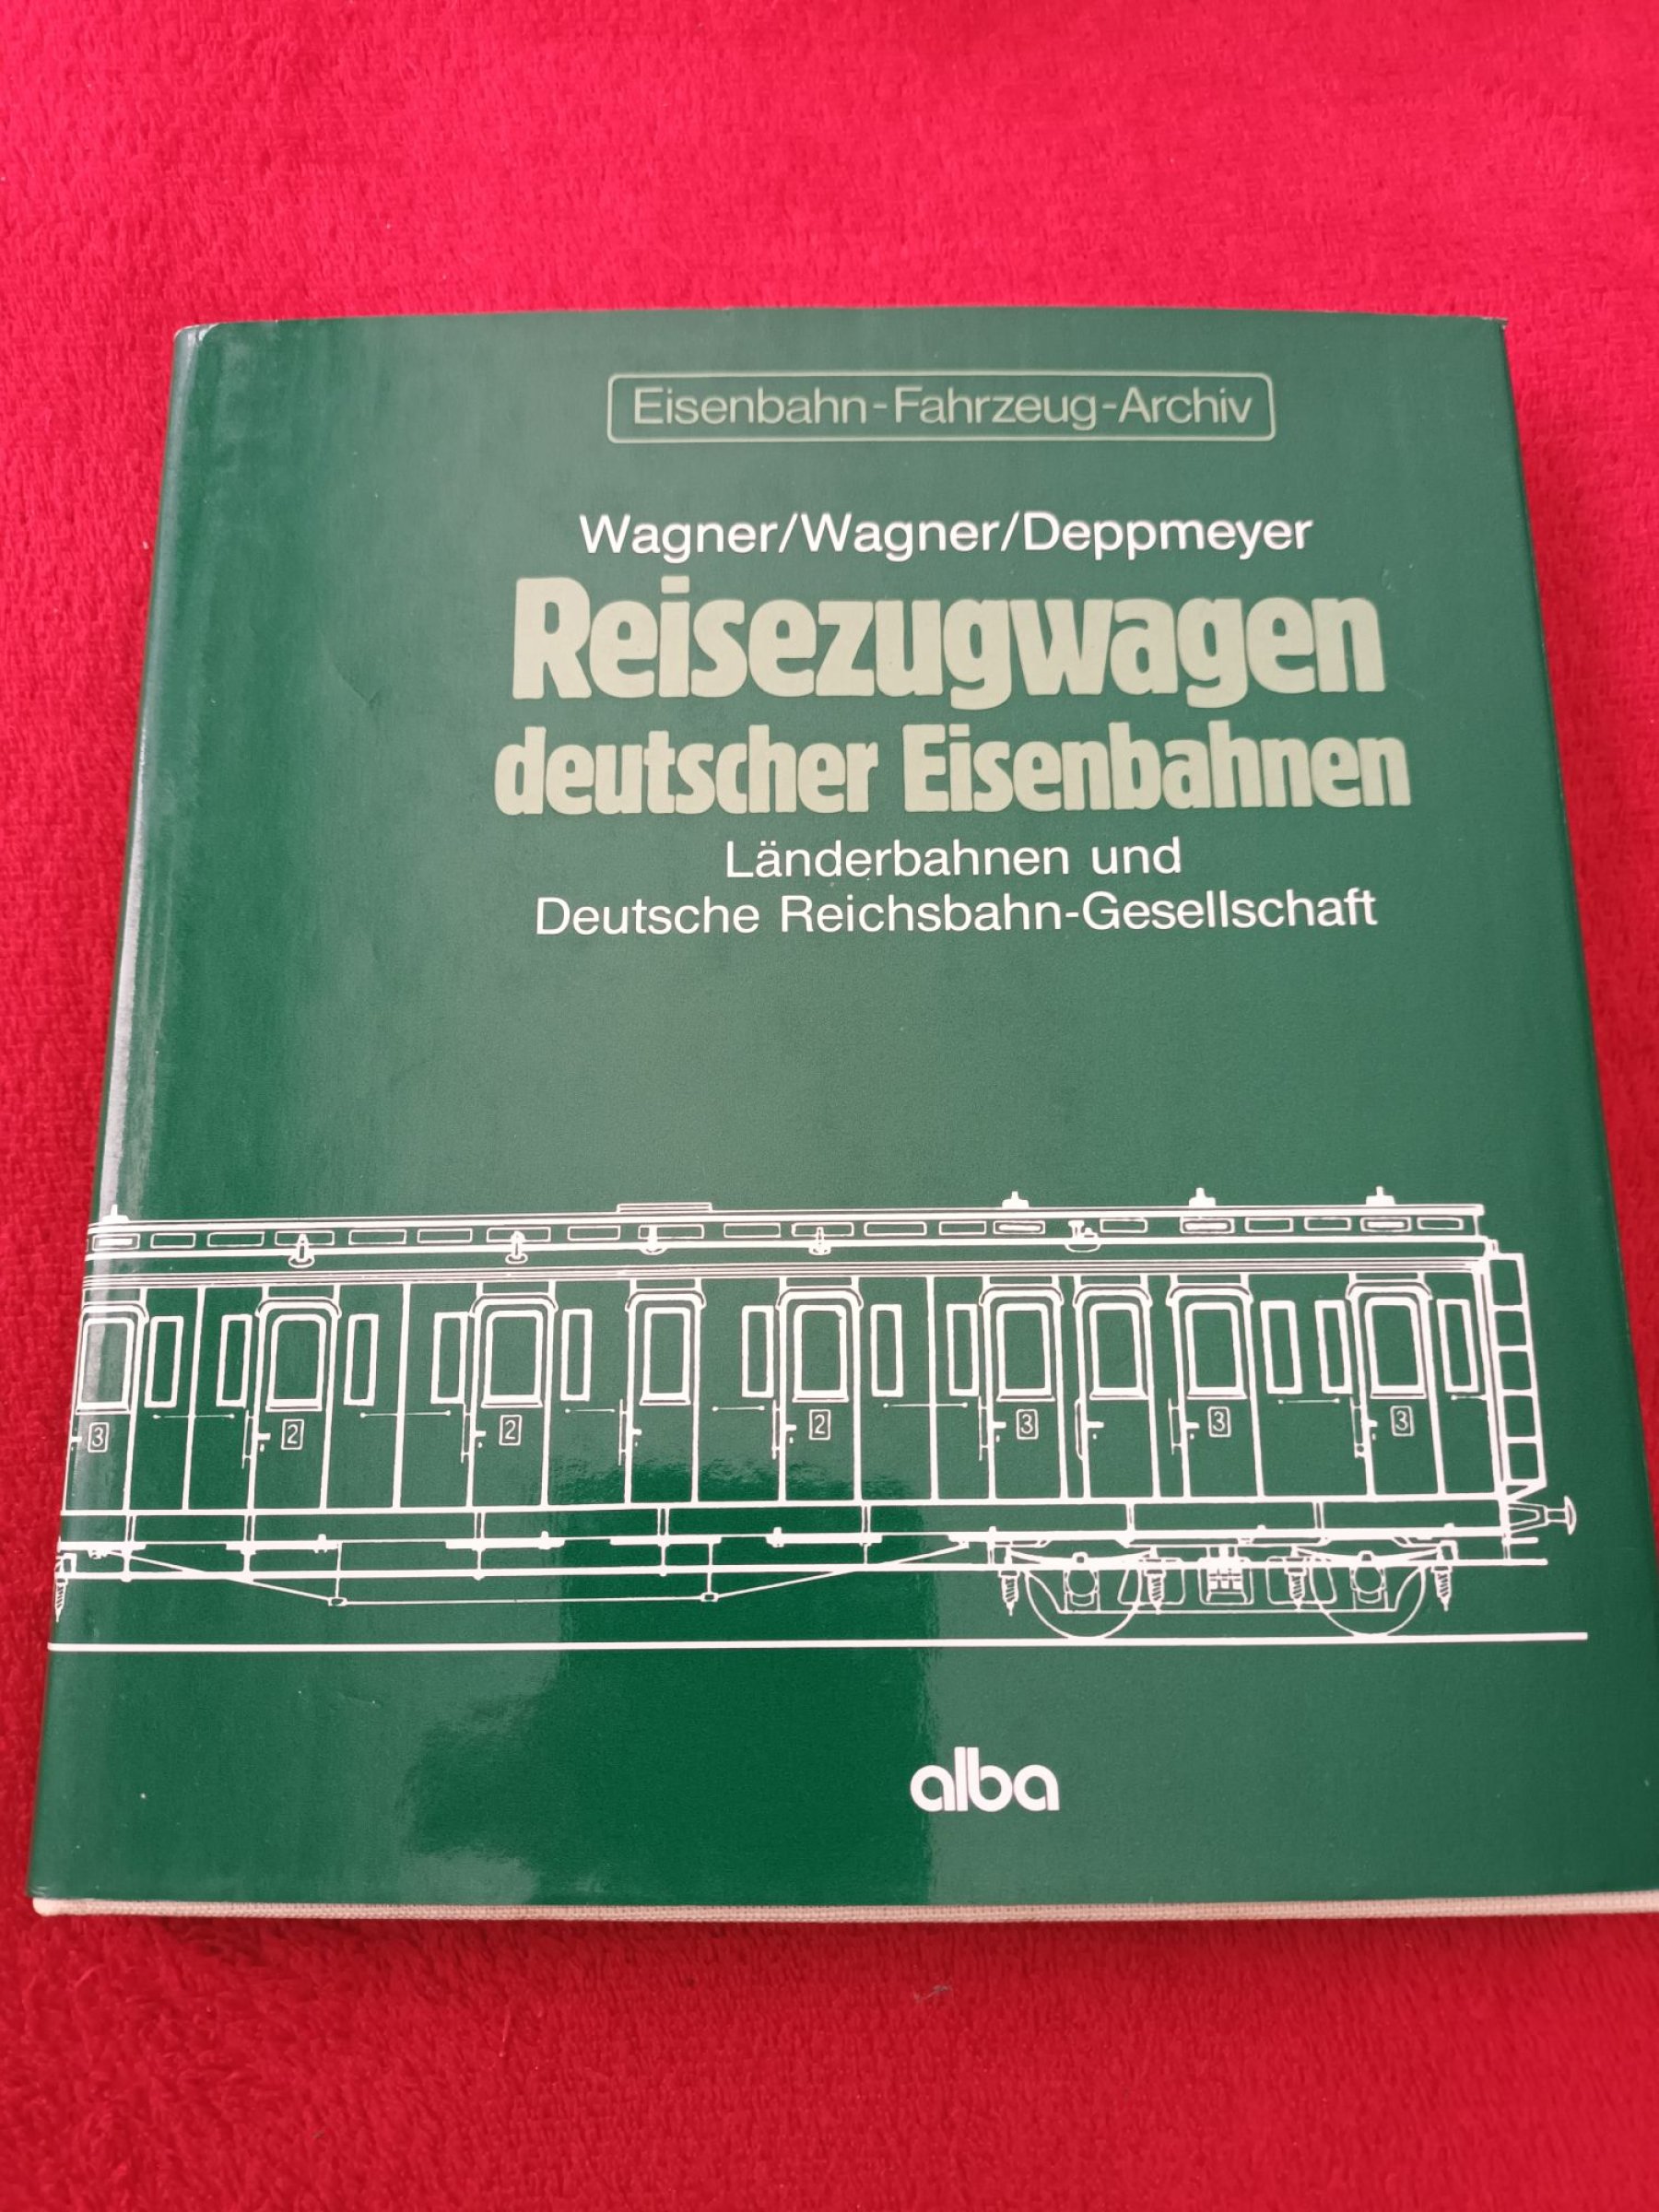 Eisenbahn-Fahrzeug-Archiv
Wagner/Wagner/Deppmeyer
Reisezugwagen
deutscher Eisenbahnen
Länderbahnen und
Deutsche Reichsbahn-Gesellschaft
3 2 2 2 3 3 3
alba